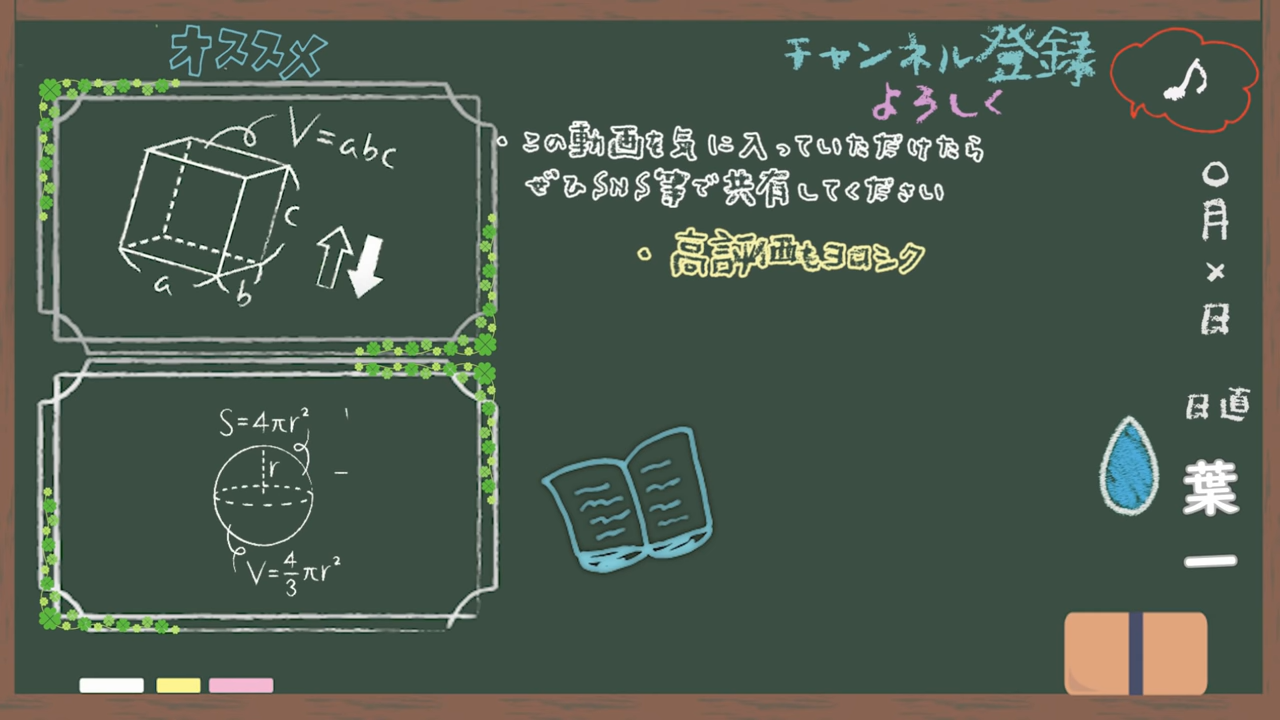 オススメ
V=abc
c
a
b
S=4πr²
r
V=4/3πr²
チャンネル登録
よろしく
・この動画を気に入っていただけたら
ぜひSNS等で共有してください
・高評価もヨロシク
〇月×日
日直
葉一